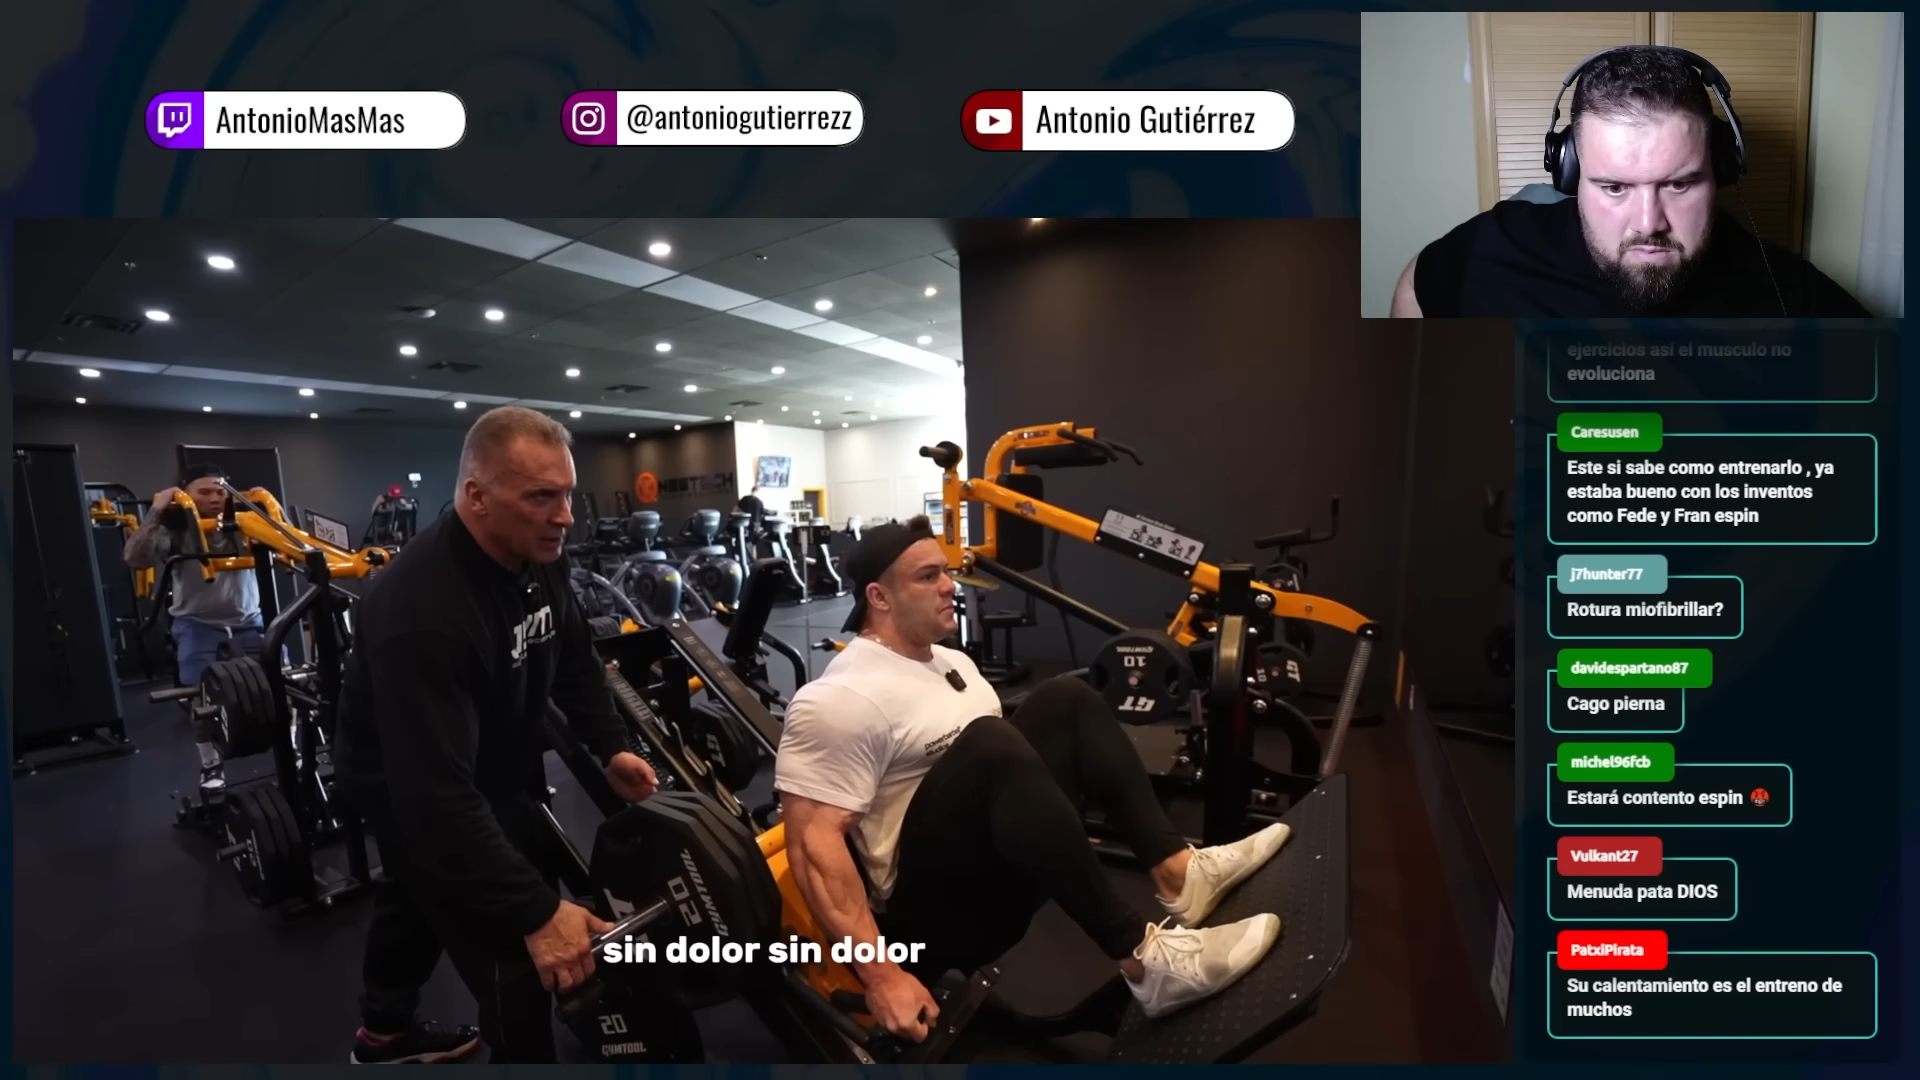 AntonioMasMas
@antoniogutierrezz
Antonio Gutiérrez
ejercicios así el musculo no
evoluciona
Caresusen
Este si sabe como entrenarlo , ya
estaba bueno con los inventos
como Fede y Fran espin
j7hunter77
Rotura miofibrillar?
davidespartano87
Cago pierna
michel96fcb
Estará contento espin
Vulkant27
Menuda pata DIOS
PatxiPirata
Su calentamiento es el entreno de
muchos
10
GT
20
GYMTOOL
20
GYMTOOL
sin dolor sin dolor